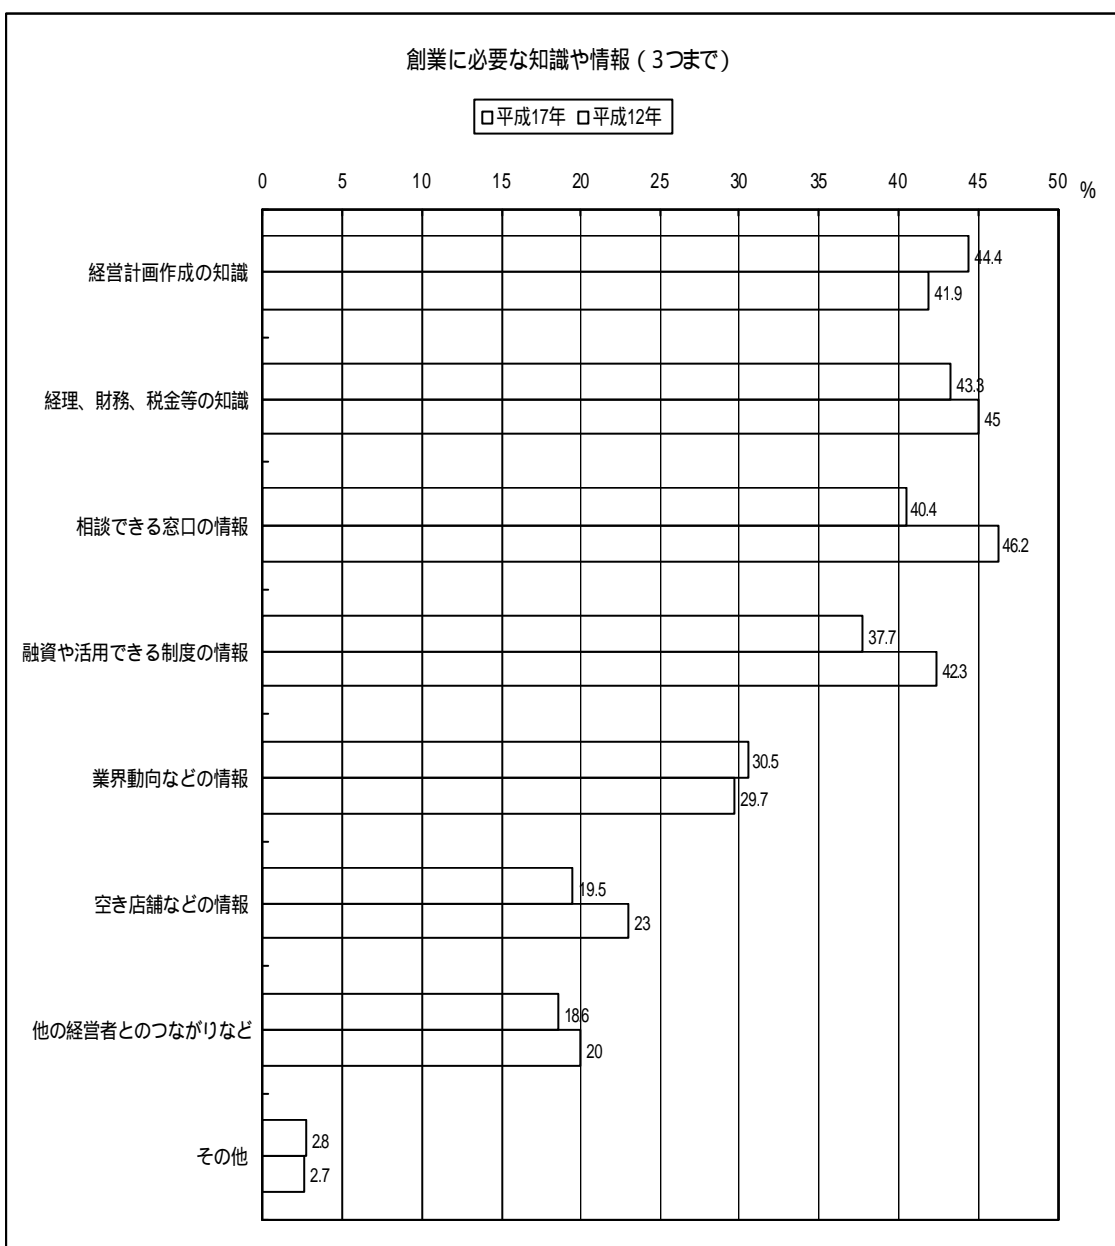 創業に必要な知識や情報（3つまで）
平成17年 平成12年
0 5 10 15 20 25 30 35 40 45 50 %
経営計画作成の知識
44.4
41.9
経理、財務、税金等の知識
43.3
45
相談できる窓口の情報
40.4
46.2
融資や活用できる制度の情報
37.7
42.3
業界動向などの情報
30.5
29.7
空き店舗などの情報
19.5
23
他の経営者とのつながりなど
18.6
20
その他
2.8
2.7